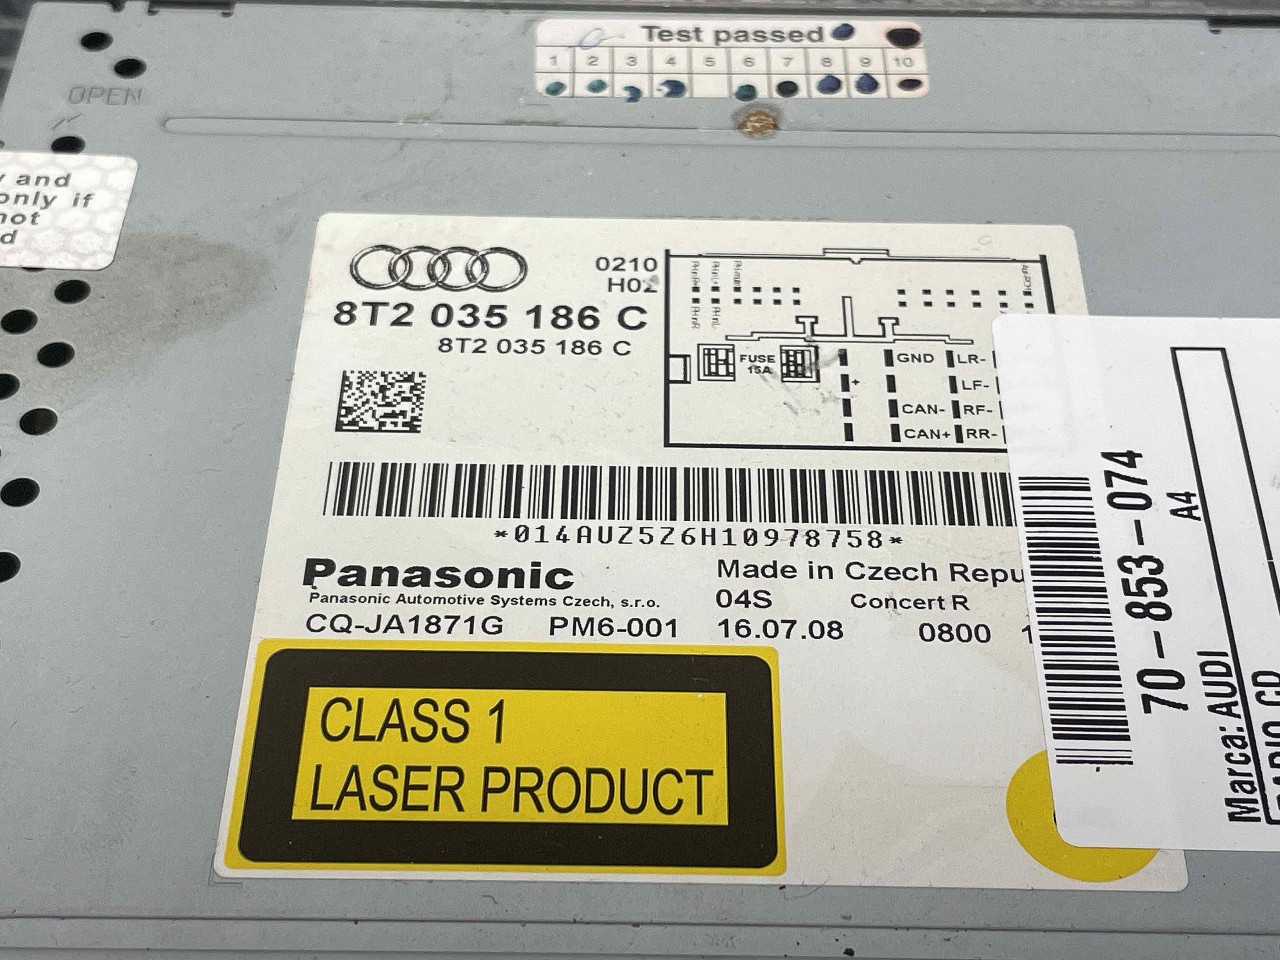 Test passed
1 2 3 4 5 6 7 8 9 10
OPEN
and
only if
not
d
0210
H02
8T2 035 186 C
8T2 035 186 C
FUSE
15A
GND LR-
+ LF-
CAN- RF-
CAN+ RR-
*014AUZ5Z6H10978758*
Panasonic
Made in Czech Repu
Panasonic Automotive Systems Czech, s.r.o.
04S Concert R
CQ-JA1871G PM6-001 16.07.08 0800 1
CLASS 1
LASER PRODUCT
70-853-074
A4
Marca: AUDI
RADIO CD